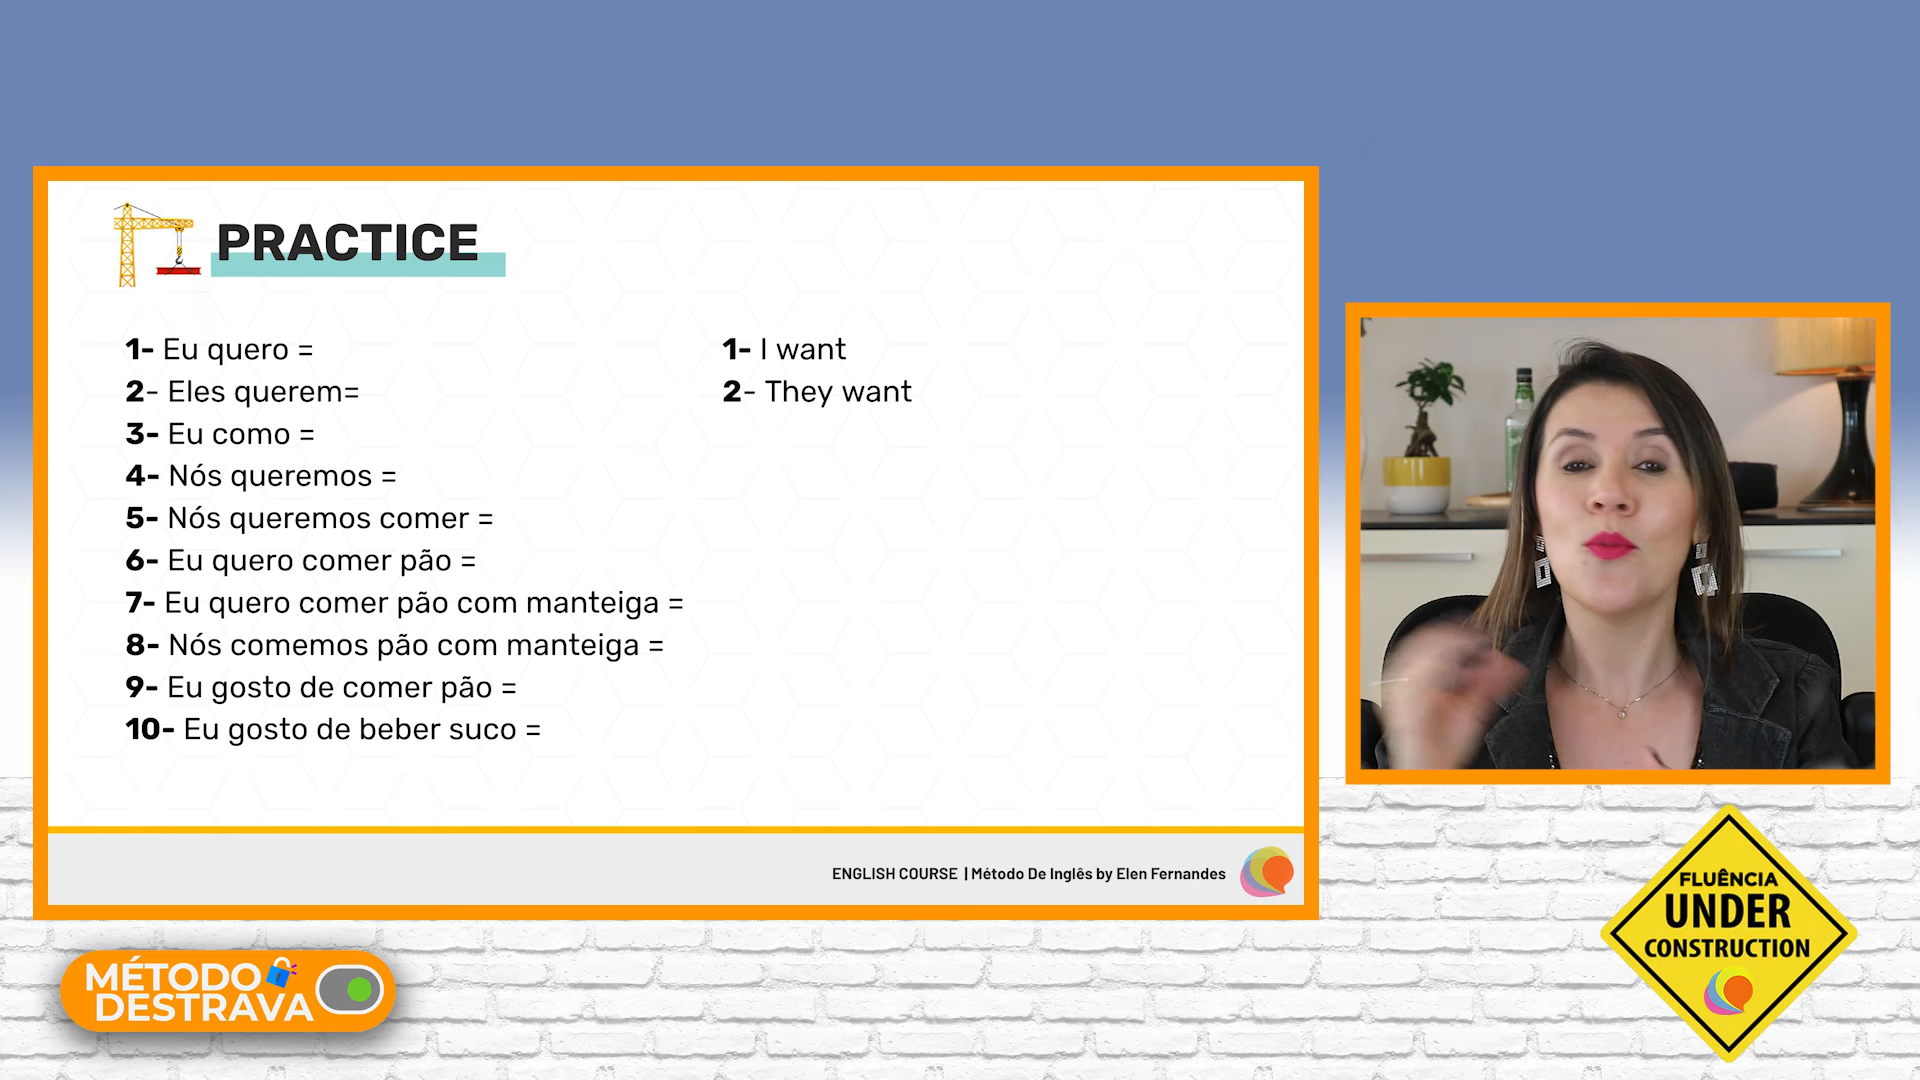 PRACTICE
1- Eu quero =
2- Eles querem=
3- Eu como =
4- Nós queremos =
5- Nós queremos comer =
6- Eu quero comer pão =
7- Eu quero comer pão com manteiga =
8- Nós comemos pão com manteiga =
9- Eu gosto de comer pão =
10- Eu gosto de beber suco =
1- I want
2- They want
ENGLISH COURSE | Método De Inglês by Elen Fernandes
MÉTODO
DESTRAVA
FLUÊNCIA
UNDER
CONSTRUCTION